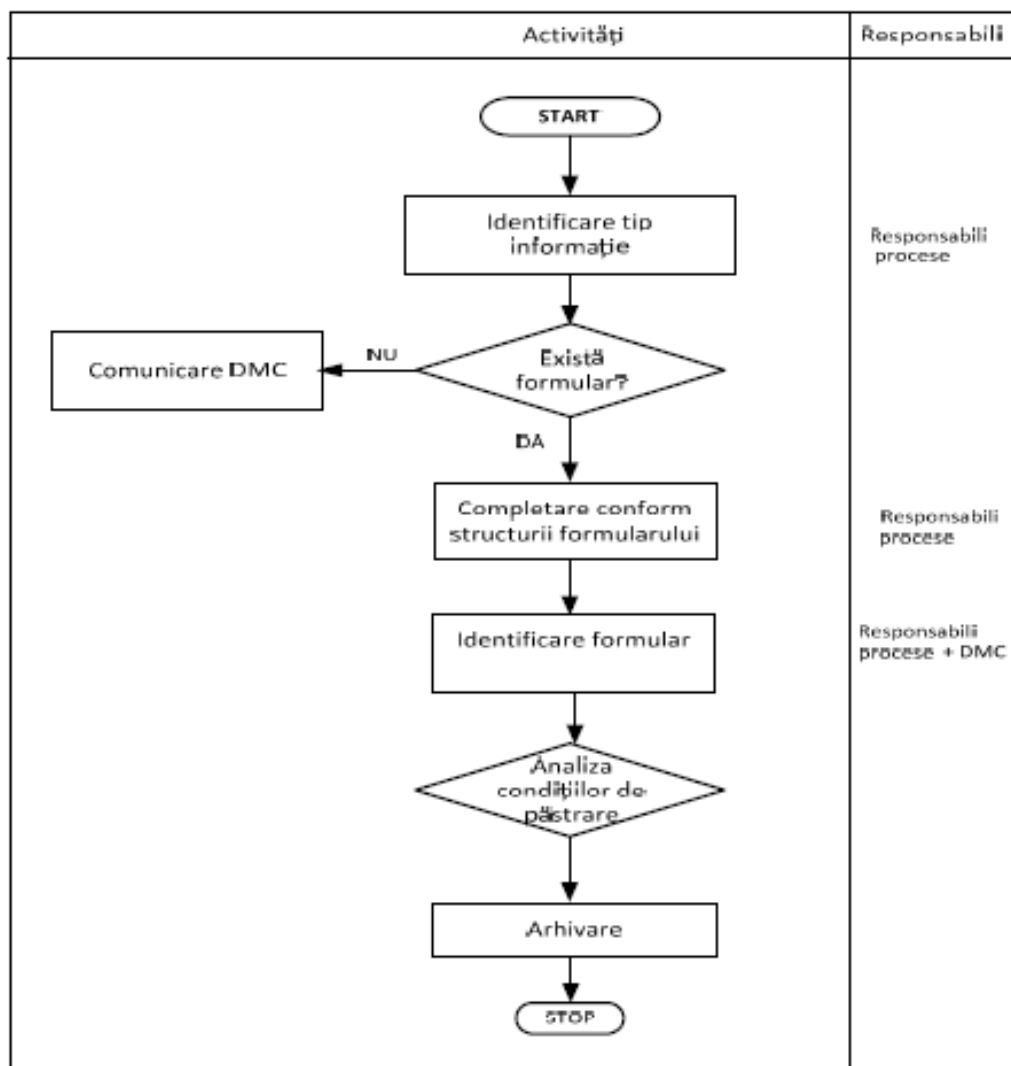 Activități
Responsabili
START
Identificare tip
informație
Responsabili
procese
Există
formular?
NU
Comunicare DMC
DA
Completare conform
structurii formularului
Responsabili
procese
Identificare formular
Responsabili
procese + DMC
Analiza
condițiilor de
păstrare
Arhivare
STOP